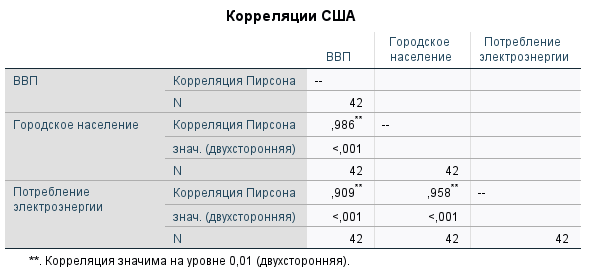 Корреляции США
ВВП Городское население Потребление электроэнергии
ВВП Корреляция Пирсона --
N 42
Городское население Корреляция Пирсона ,986** --
знач. (двухсторонняя) <,001
N 42 42
Потребление электроэнергии Корреляция Пирсона ,909** ,958** --
знач. (двухсторонняя) <,001 <,001
N 42 42 42
**. Корреляция значима на уровне 0,01 (двухсторонняя).